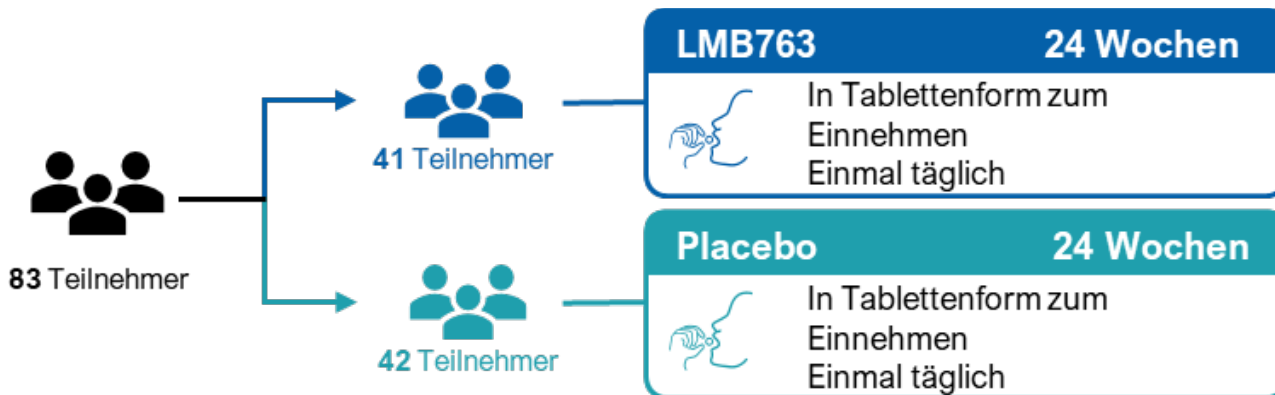 LMB763 24 Wochen
In Tablettenform zum
Einnehmen
Einmal täglich
41 Teilnehmer
83 Teilnehmer
Placebo 24 Wochen
In Tablettenform zum
Einnehmen
Einmal täglich
42 Teilnehmer